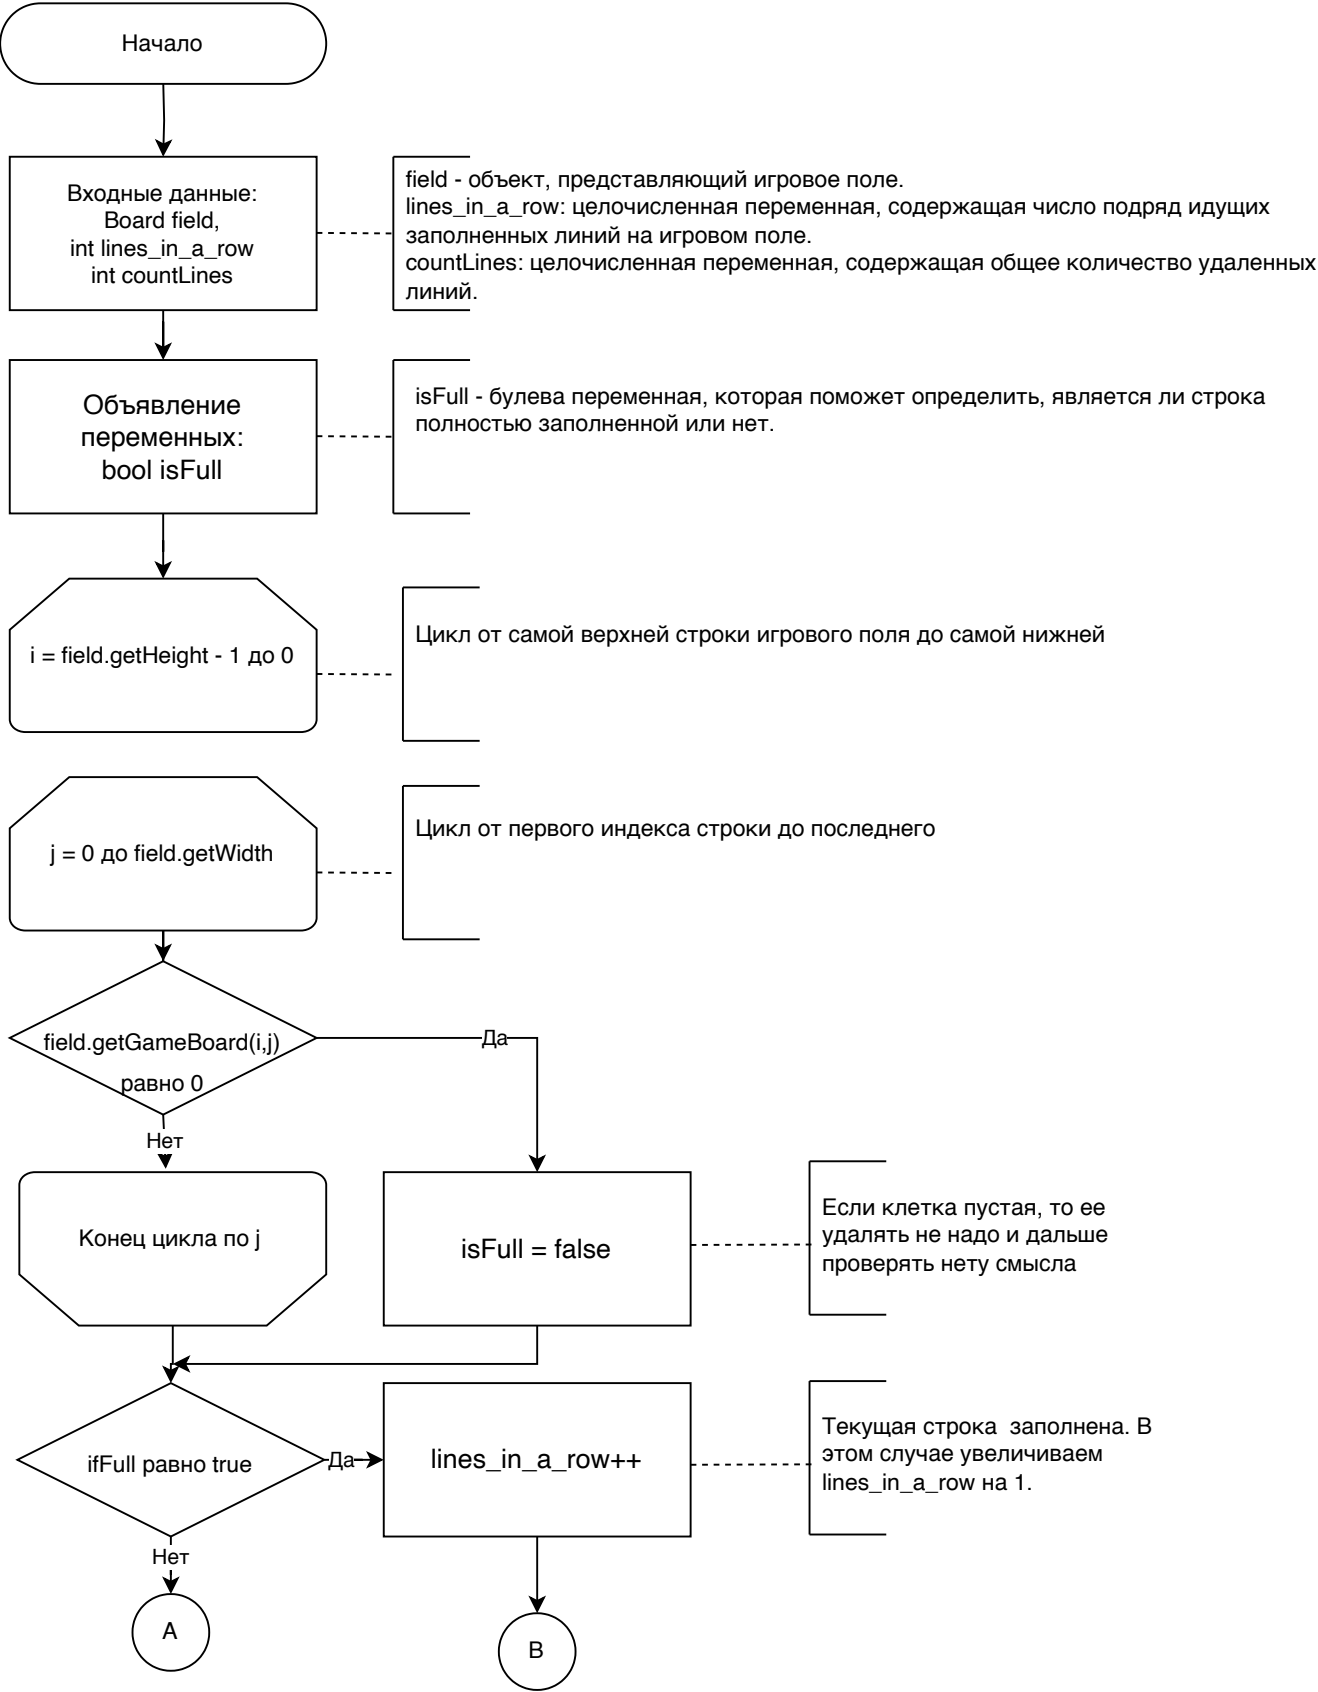 Начало
Входные данные:
Board field,
int lines_in_a_row
int countLines
field - объект, представляющий игровое поле.
lines_in_a_row: целочисленная переменная, содержащая число подряд идущих
заполненных линий на игровом поле.
countLines: целочисленная переменная, содержащая общее количество удаленных
линий.
Объявление
переменных:
bool isFull
isFull - булева переменная, которая поможет определить, является ли строка
полностью заполненной или нет.
i = field.getHeight - 1 до 0
Цикл от самой верхней строки игрового поля до самой нижней
j = 0 до field.getWidth
Цикл от первого индекса строки до последнего
field.getGameBoard(i,j)
равно 0
Да
Нет
Конец цикла по j
isFull = false
Если клетка пустая, то ее
удалять не надо и дальше
проверять нету смысла
ifFull равно true
Да
lines_in_a_row++
Текущая строка  заполнена. В
этом случае увеличиваем
lines_in_a_row на 1.
Нет
A
B